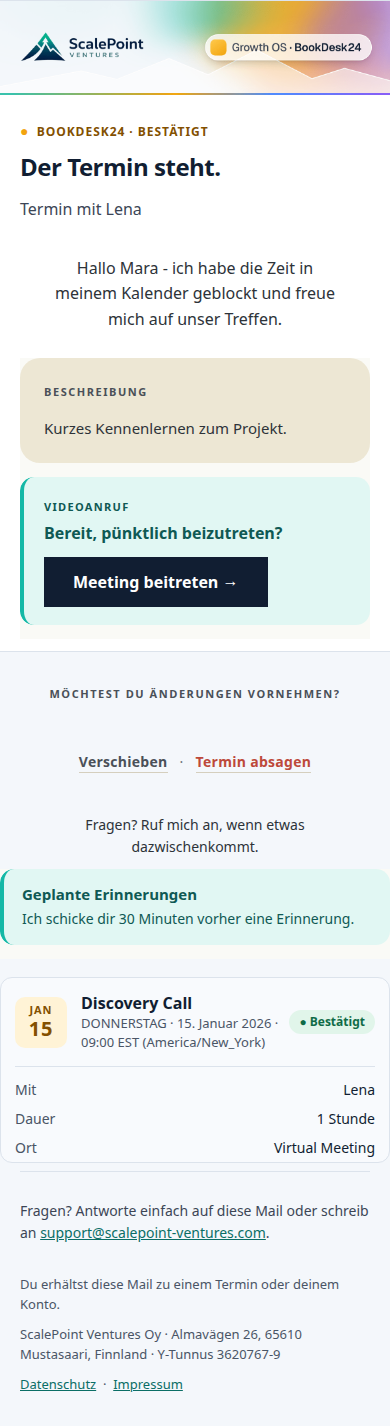 ScalePoint
VENTURES
Growth OS · BookDesk24
BOOKDESK24 · BESTÄTIGT
Der Termin steht.
Termin mit Lena
Hallo Mara - ich habe die Zeit in
meinem Kalender geblockt und freue
mich auf unser Treffen.
BESCHREIBUNG
Kurzes Kennenlernen zum Projekt.
VIDEOANRUF
Bereit, pünktlich beizutreten?
Meeting beitreten →
MÖCHTEST DU ÄNDERUNGEN VORNEHMEN?
Verschieben · Termin absagen
Fragen? Ruf mich an, wenn etwas
dazwischenkommt.
Geplante Erinnerungen
Ich schicke dir 30 Minuten vorher eine Erinnerung.
JAN
15
Discovery Call
DONNERSTAG · 15. Januar 2026 ·
09:00 EST (America/New_York)
● Bestätigt
Mit Lena
Dauer 1 Stunde
Ort Virtual Meeting
Fragen? Antworte einfach auf diese Mail oder schreib
an support@scalepoint-ventures.com.
Du erhältst diese Mail zu einem Termin oder deinem
Konto.
ScalePoint Ventures Oy · Almavägen 26, 65610
Mustasaari, Finnland · Y-Tunnus 3620767-9
Datenschutz · Impressum